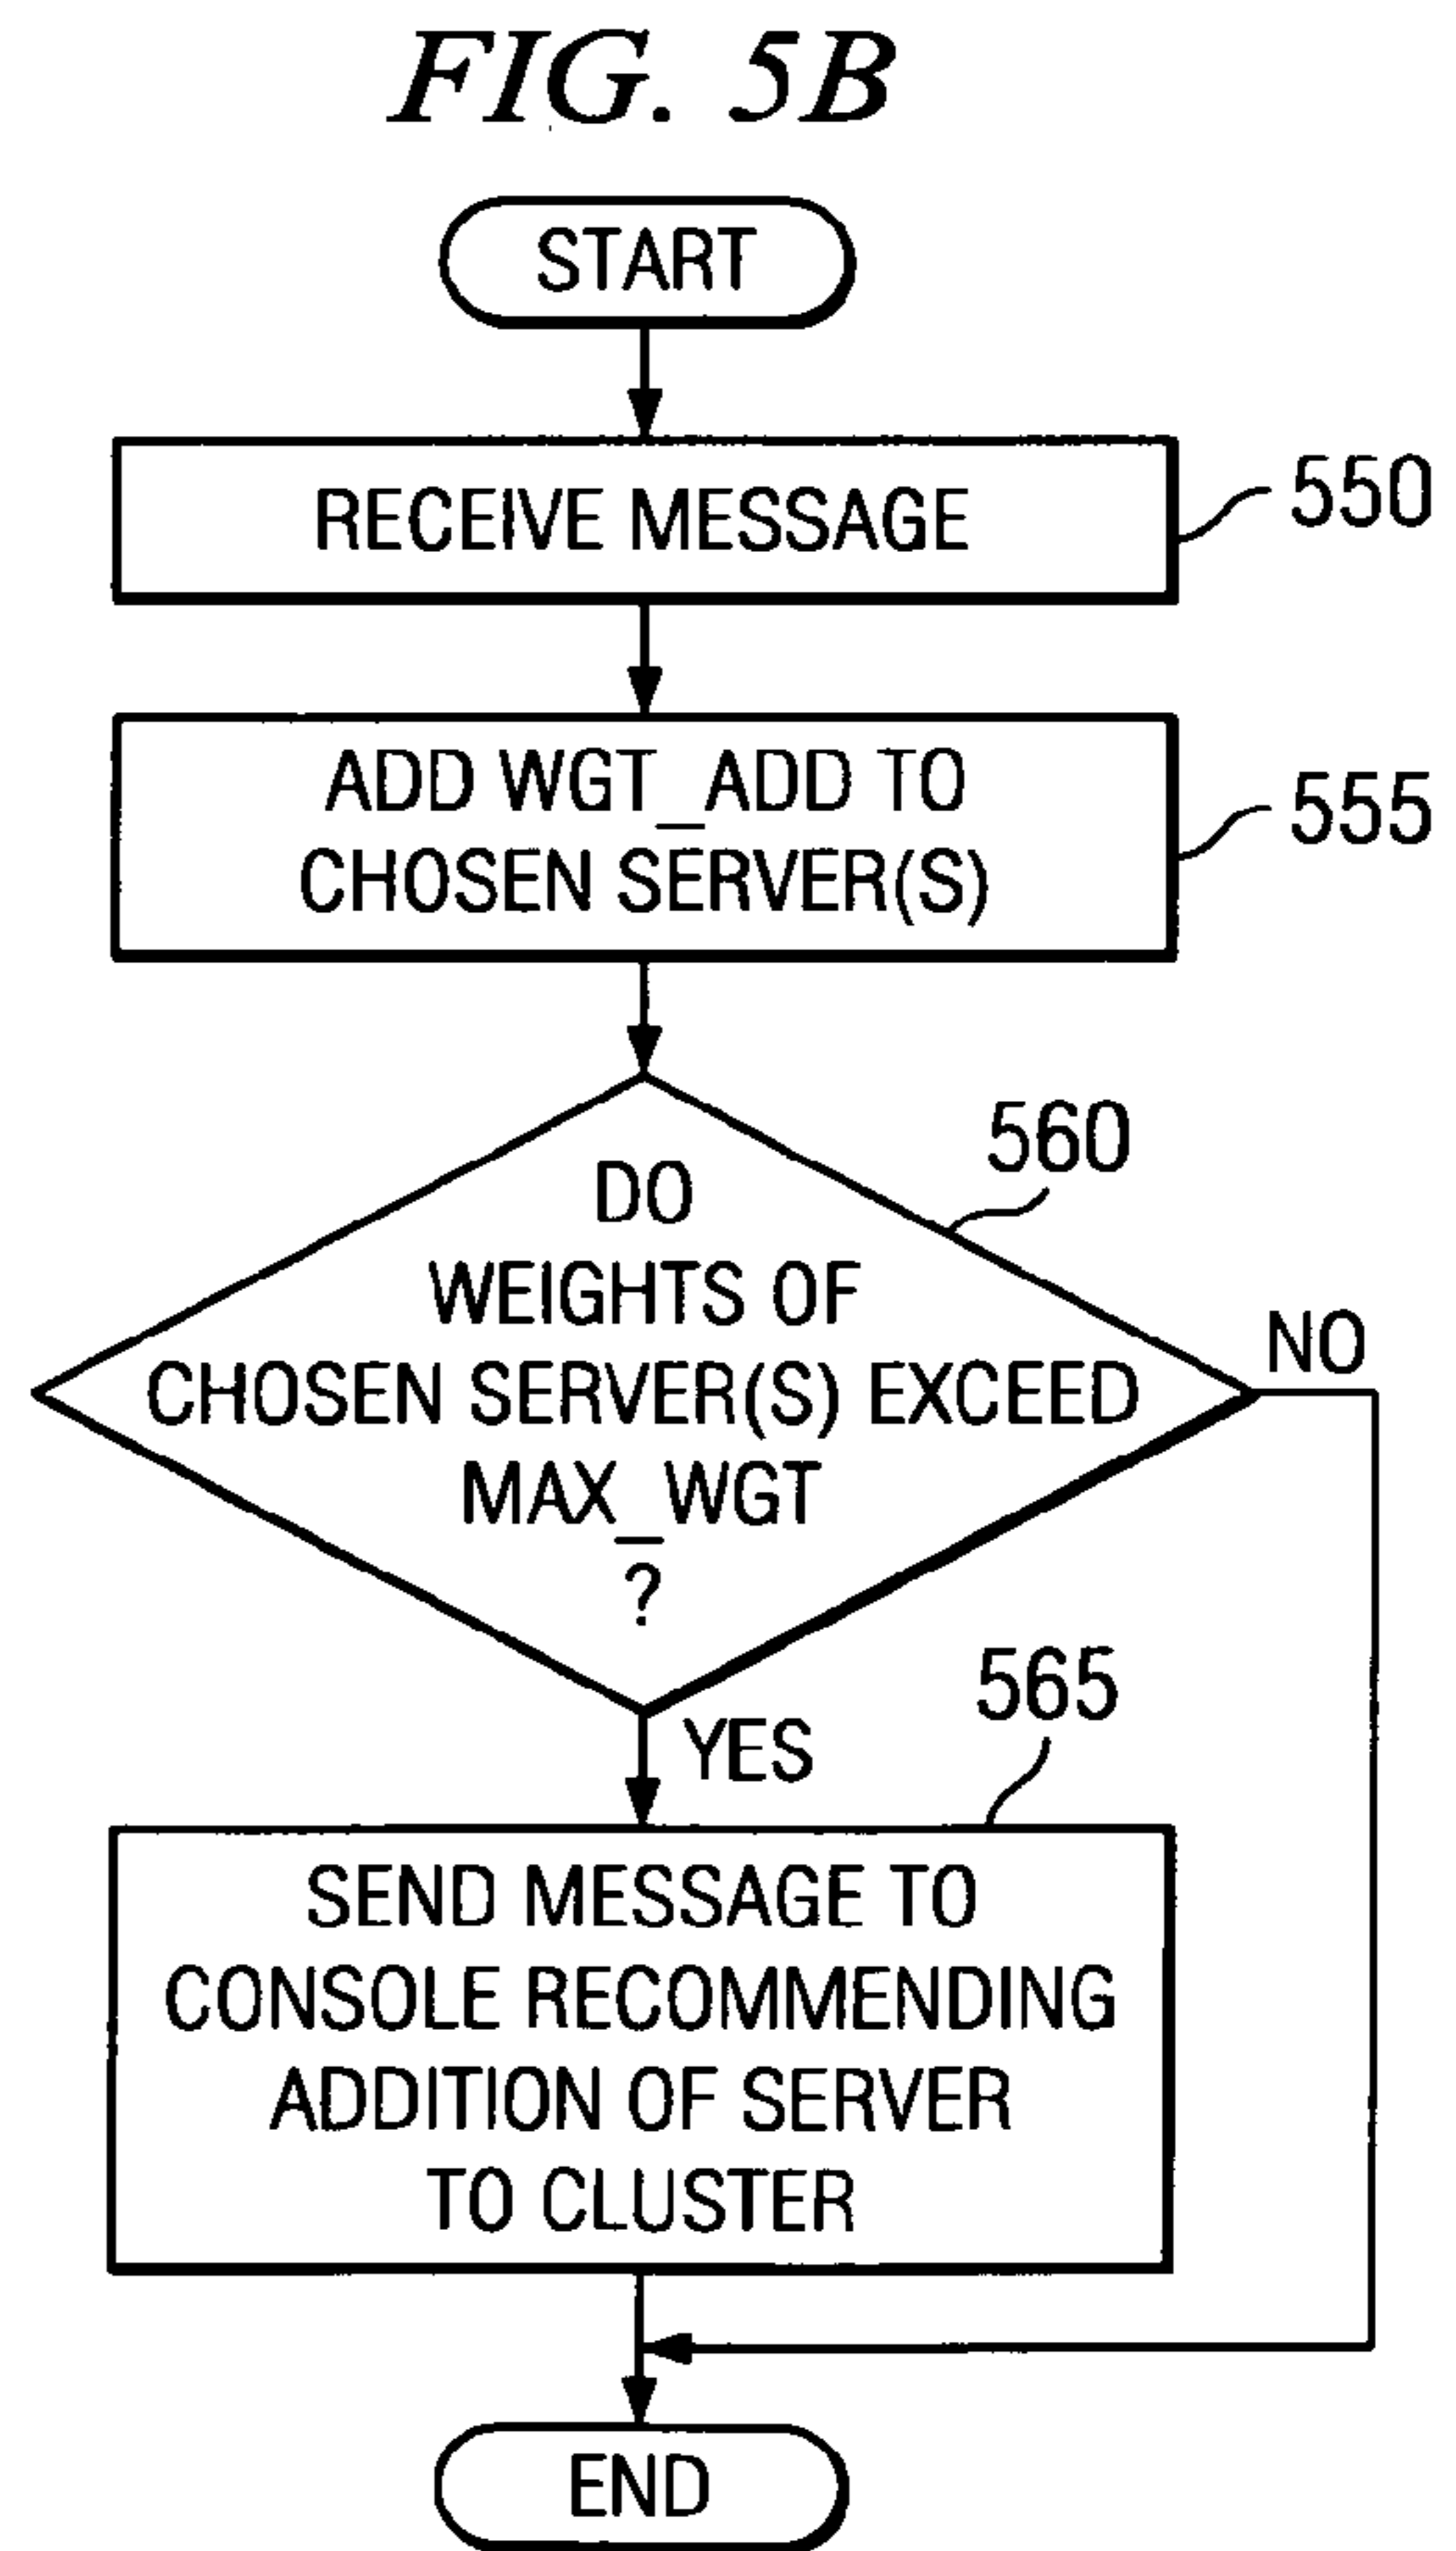 FIG. 5B
START
RECEIVE MESSAGE
550
ADD WGT_ADD TO
CHOSEN SERVER(S)
555
560
DO
WEIGHTS OF
CHOSEN SERVER(S) EXCEED
MAX_WGT
?
NO
YES
565
SEND MESSAGE TO
CONSOLE RECOMMENDING
ADDITION OF SERVER
TO CLUSTER
END